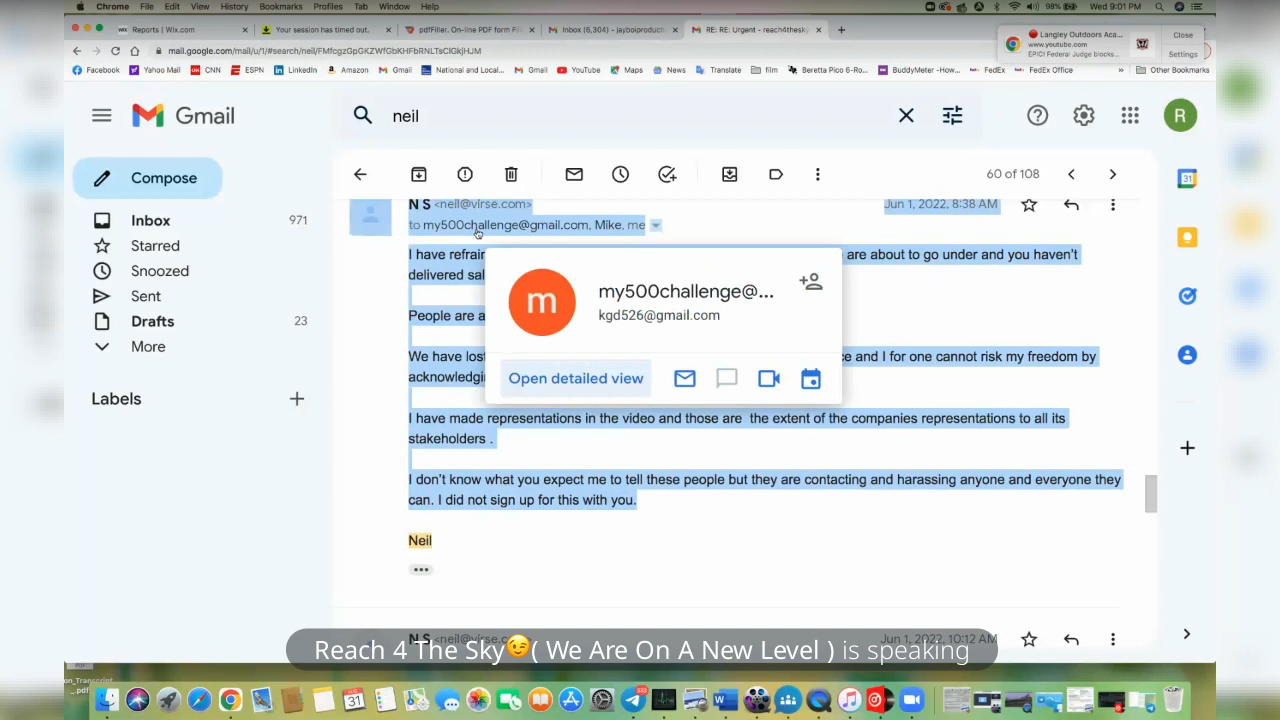 Chrome File Edit View History Bookmarks Profiles Tab Window Help
98% Wed 9:01 PM
Reports | Wix.com
Your session has timed out.
pdfFiller. On-line PDF form Fil
Inbox (6,304) - jayboiproduct
RE: RE: Urgent - reach4thesky
Langley Outdoors Aca...
www.youtube.com
EPIC! Federal Judge blocks...
Close
Settings
Facebook Yahoo Mail CNN ESPN LinkedIn Amazon Gmail National and Local... Gmail YouTube Maps News Translate film Beretta Pico 6-Ro... BuddyMeter -How... FedEx FedEx Office » Other Bookmarks
Gmail
neil
R
Compose
60 of 108
Inbox 971
Starred
Snoozed
Sent
Drafts 23
More
Labels
N S <neil@virse.com> Jun 1, 2022, 8:38 AM
to my500challenge@gmail.com, Mike, me
I have refrain are about to go under and you haven't
delivered sal
People are a
We have lost ce and I for one cannot risk my freedom by
acknowledgi
m
my500challenge@...
kgd526@gmail.com
Open detailed view
I have made representations in the video and those are the extent of the companies representations to all its
stakeholders .
I don't know what you expect me to tell these people but they are contacting and harassing anyone and everyone they
can. I did not sign up for this with you.
Neil
N S <neil@virse.com> Jun 1, 2022, 10:12 AM
Reach 4 The Sky😉( We Are On A New Level ) is speaking